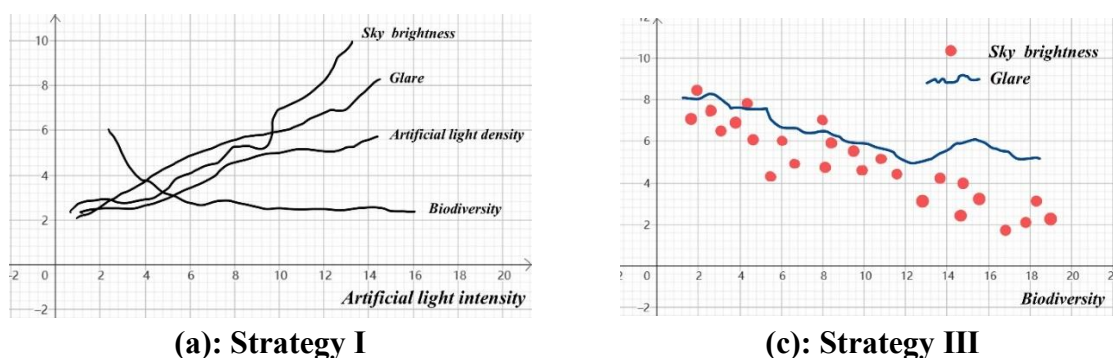 Sky brightness
10
Glare
8
6
Artificial light density
4
2
Biodiversity
-2 0 2 4 6 8 10 12 14 16 18 20
Artificial light intensity
-2
(a): Strategy I
12
Sky brightness
10
Glare
8
6
4
2
2 0 2 4 6 8 10 12 14 16 18 20 2
Biodiversity
-2
(c): Strategy III